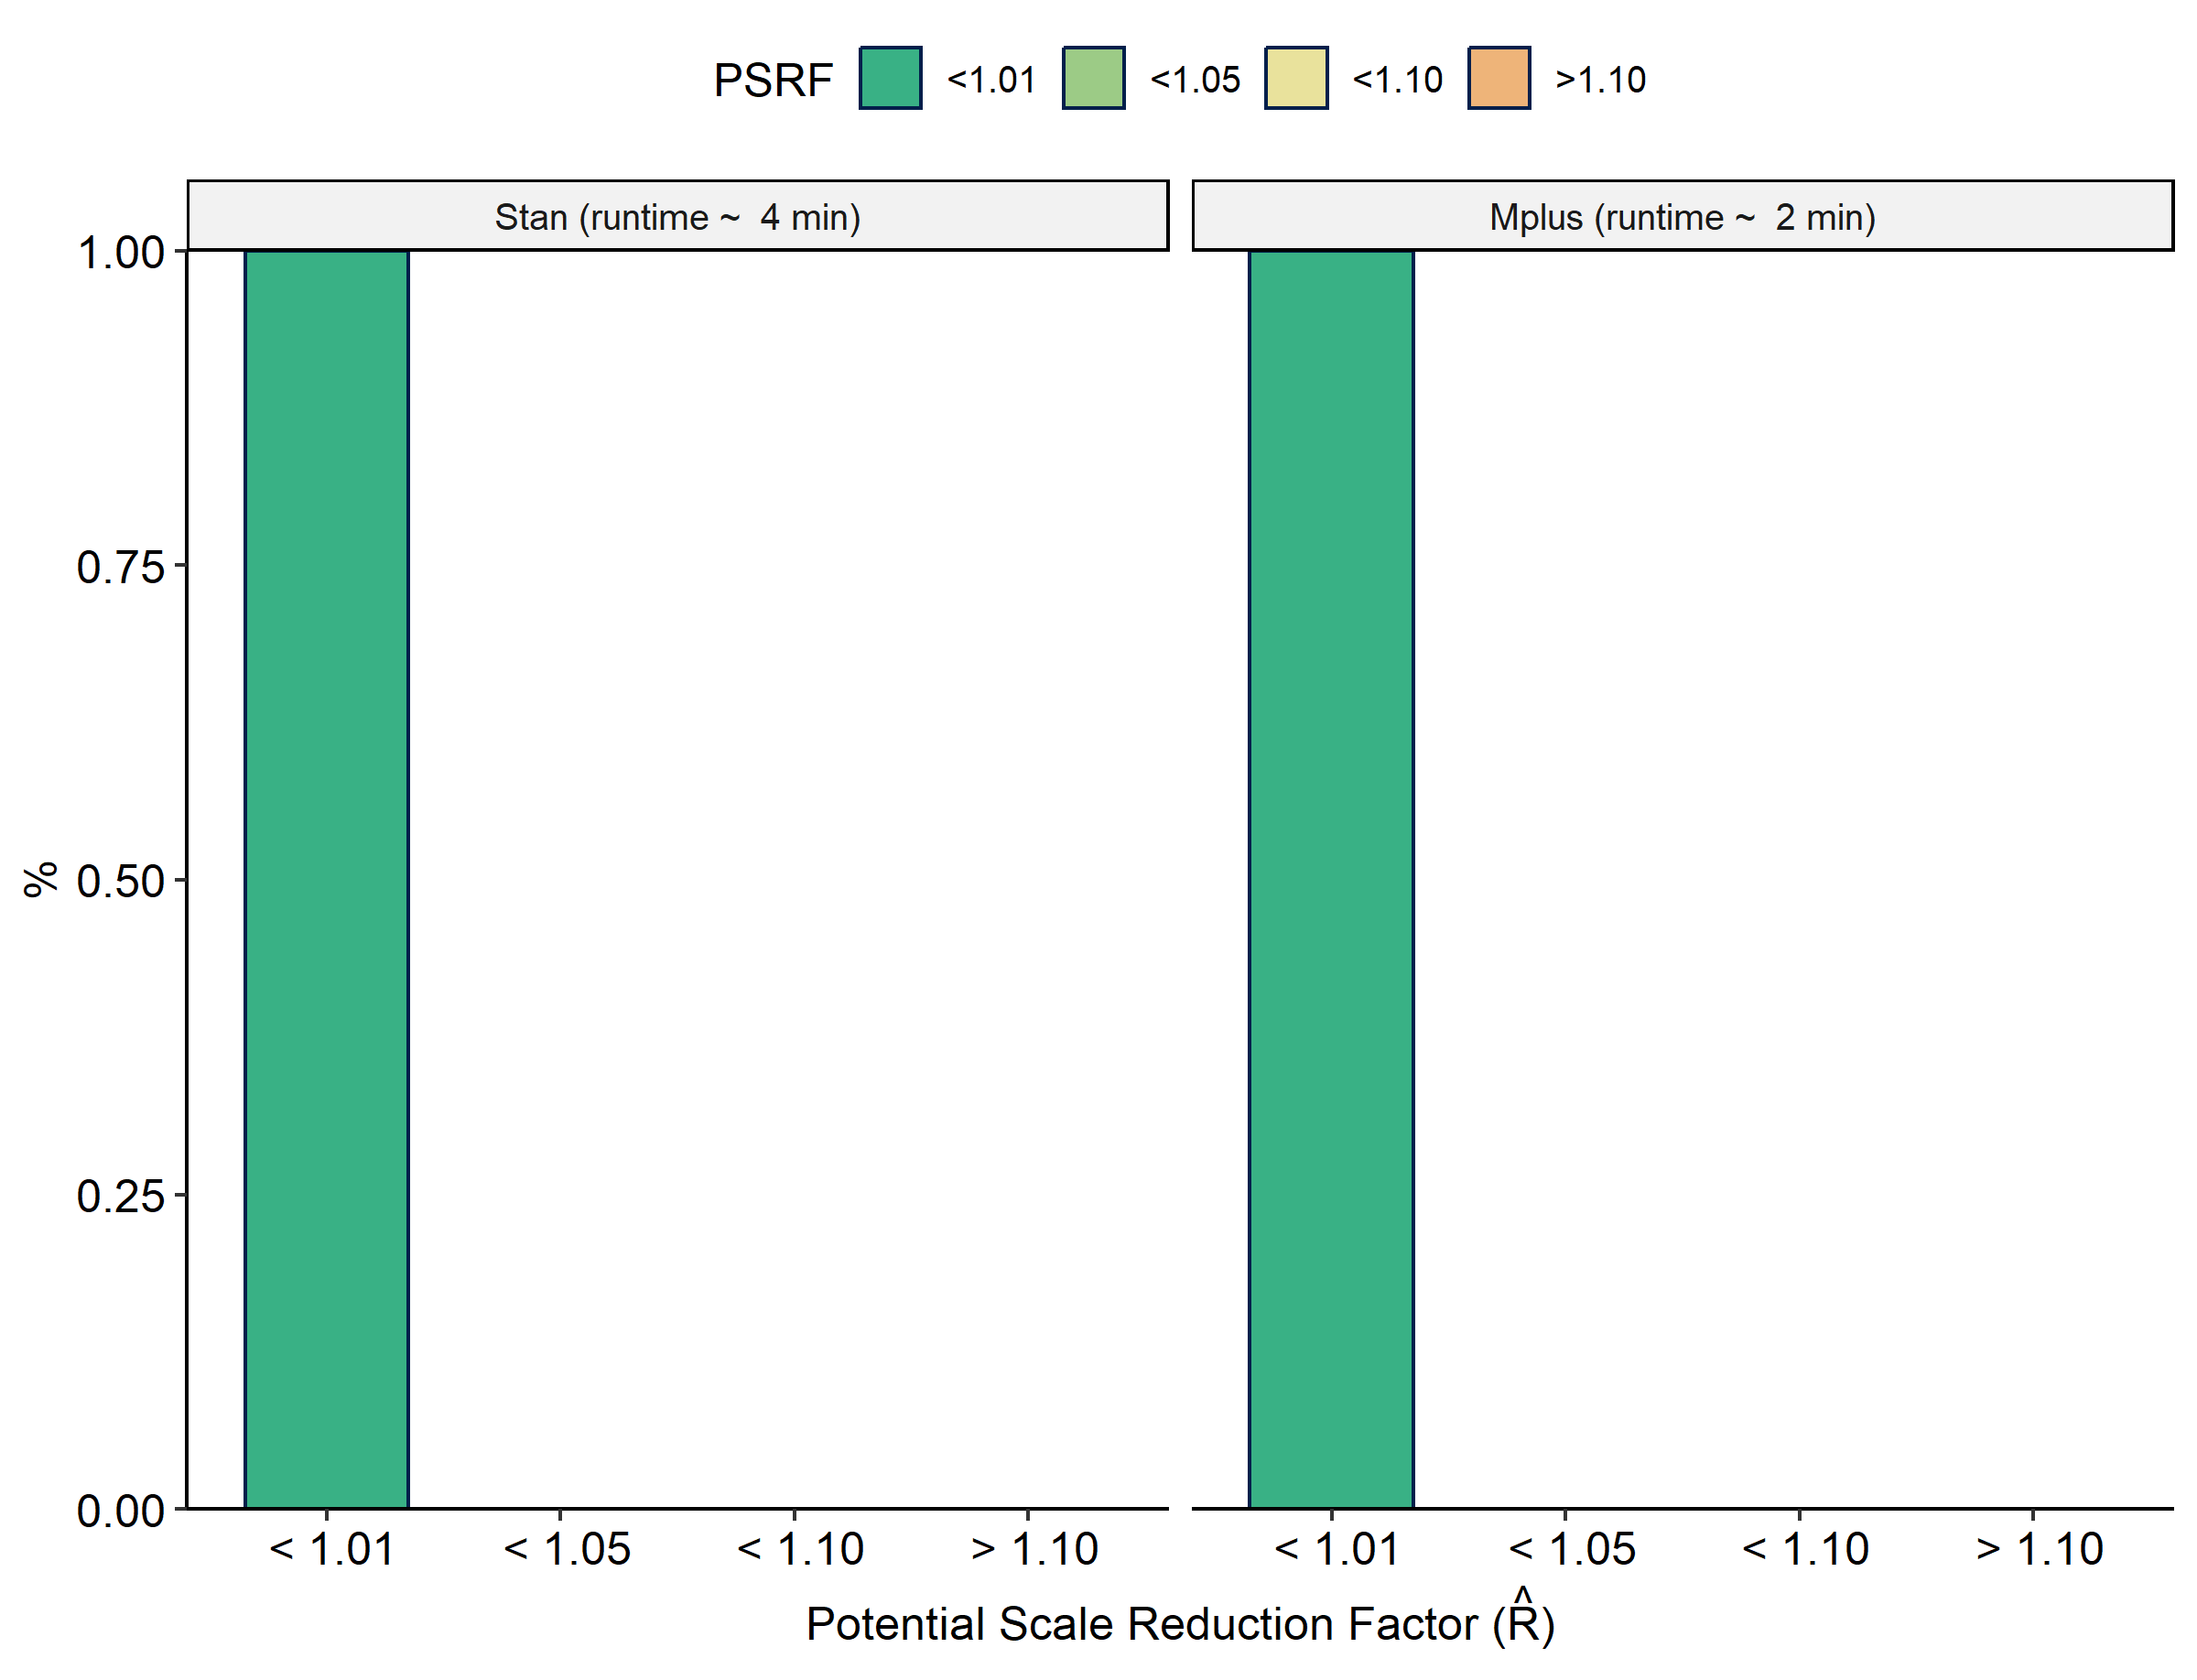 PSRF <1.01 <1.05 <1.10 >1.10
Stan (runtime ~  4 min)
Mplus (runtime ~  2 min)
1.00
0.75
0.50
0.25
0.00
%
< 1.01 < 1.05 < 1.10 > 1.10
< 1.01 < 1.05 < 1.10 > 1.10
Potential Scale Reduction Factor (R̂)